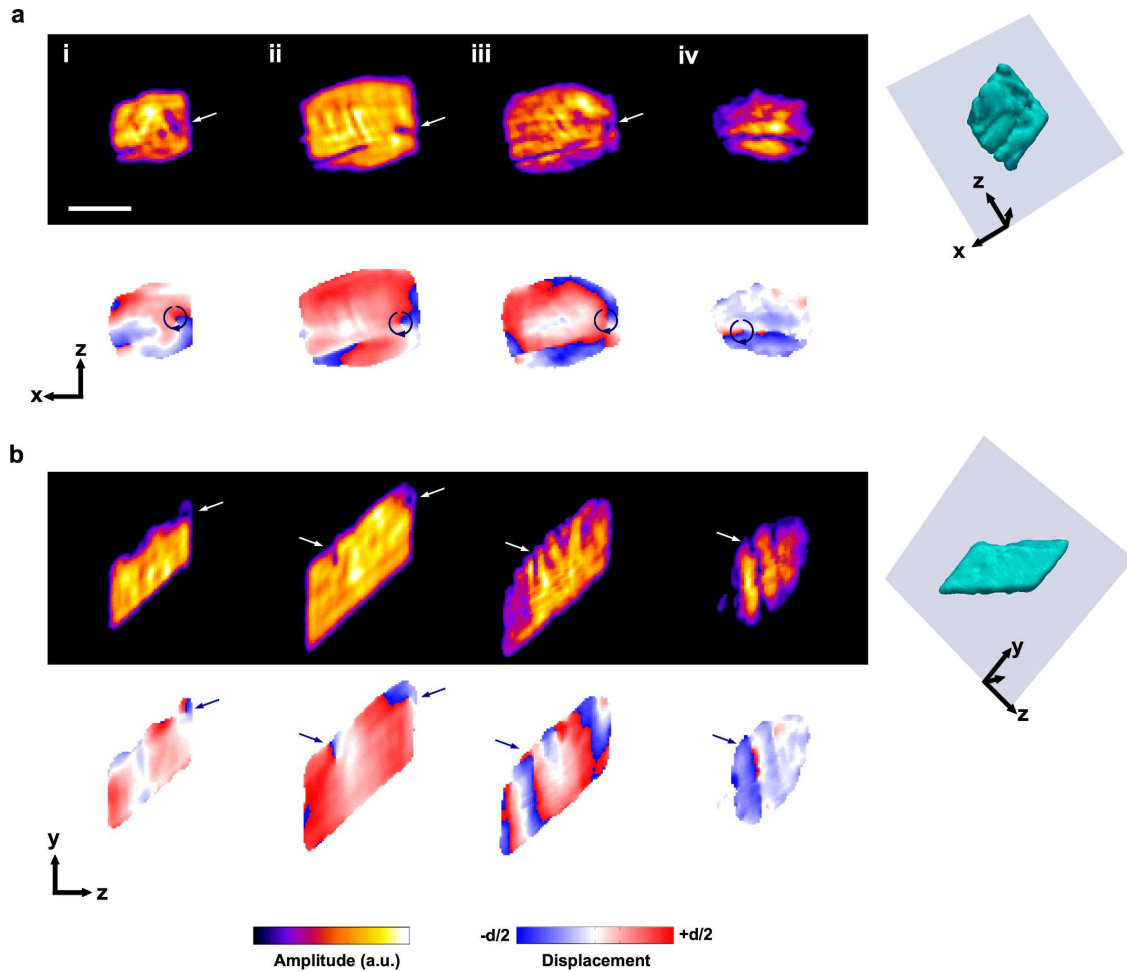 a
i ii iii iv
z
x
z
x
b
y
z
y
z
-d/2 +d/2
Amplitude (a.u.) Displacement